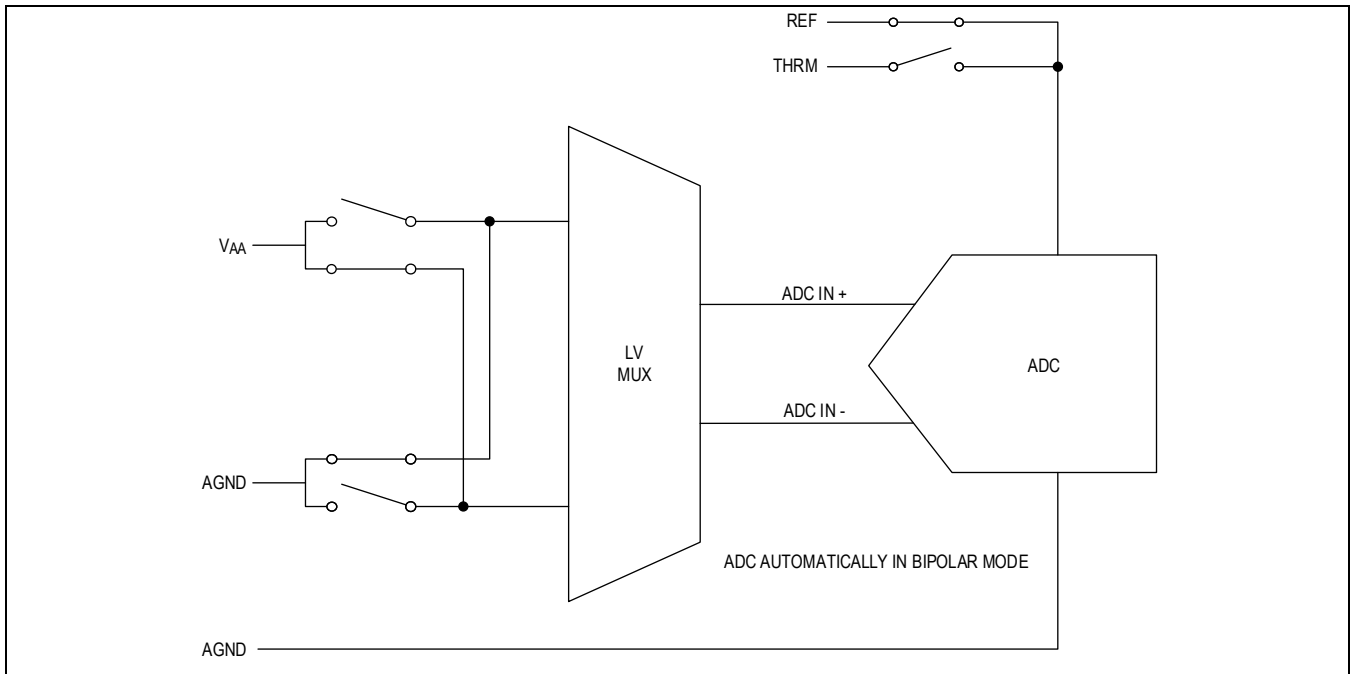 REF
THRM
VAA
ADC IN +
LV
MUX
ADC
ADC IN -
AGND
ADC AUTOMATICALLY IN BIPOLAR MODE
AGND